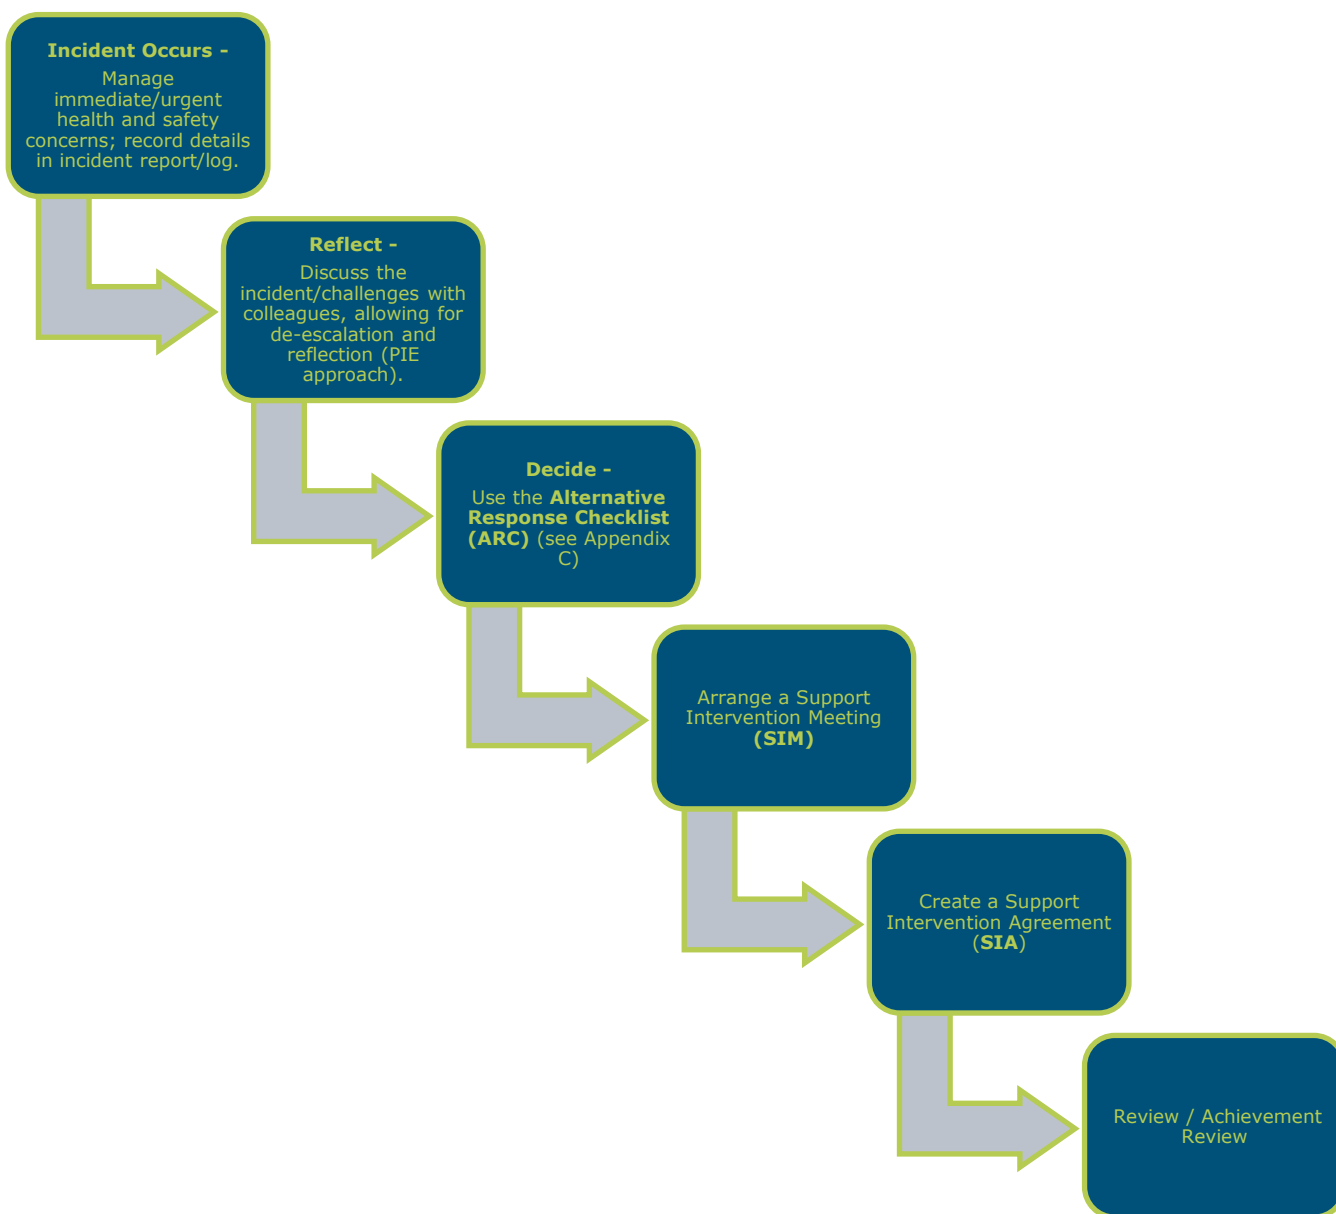 Incident Occurs -
Manage
immediate/urgent
health and safety
concerns; record details
in incident report/log.
Reflect -
Discuss the
incident/challenges with
colleagues, allowing for
de-escalation and
reflection (PIE
approach).
Decide -
Use the Alternative
Response Checklist
(ARC) (see Appendix
C)
Arrange a Support
Intervention Meeting
(SIM)
Create a Support
Intervention Agreement
(SIA)
Review / Achievement
Review